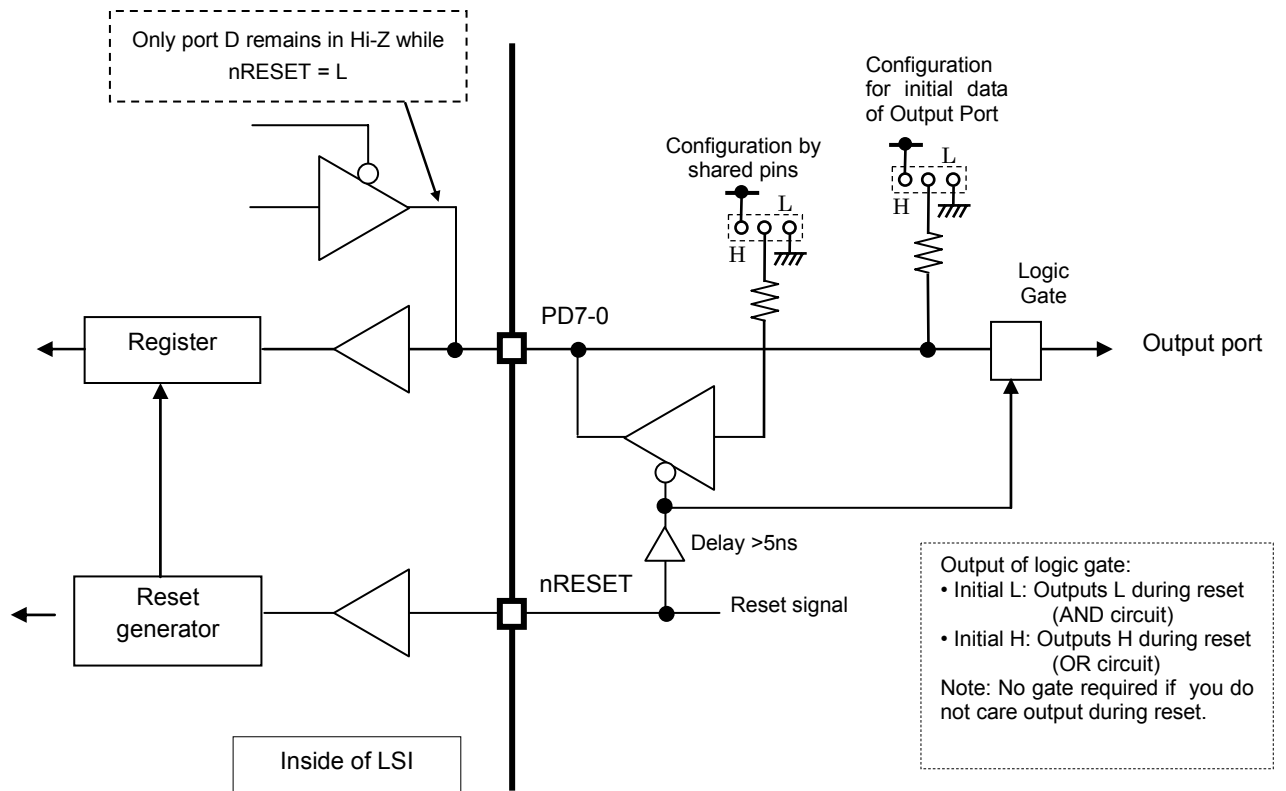 Only port D remains in Hi-Z while
nRESET = L
Configuration
for initial data
of Output Port
Configuration by
shared pins
L
H
L
H
Logic
Gate
PD7-0
Register
Output port
Delay >5ns
nRESET
Reset signal
Reset
generator
Output of logic gate:
• Initial L: Outputs L during reset
(AND circuit)
• Initial H: Outputs H during reset
(OR circuit)
Note: No gate required if you do
not care output during reset.
Inside of LSI